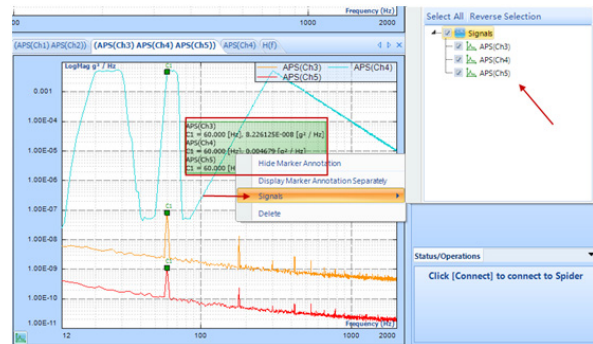 Frequency (Hz)
1000 2000
Select All Reverse Selection
Signals
APS(Ch3)
APS(Ch4)
APS(Ch5)
(APS(Ch1) APS(Ch2)) (APS(Ch3) APS(Ch4) APS(Ch5)) APS(Ch4) H(f)
LogMag g² / Hz
C1
APS(Ch3) APS(Ch4)
APS(Ch5)
0.001
1.00E-04
1.00E-05
1.00E-06
1.00E-07
1.00E-08
1.00E-09
1.00E-10
1.00E-11
APS(Ch3)
C1 = 60.000 [Hz], 8.226125E-008 [g² / Hz]
APS(Ch4)
C1 = 60.000 [Hz], 0.004679 [g² / Hz]
APS(Ch5)
C1 = 60.000 [H
Hide Marker Annotation
Display Marker Annotation Separately
Signals
Delete
C1
C1
Frequency (Hz)
12 100 1000 2000
Status/Operations
Click [Connect] to connect to Spider